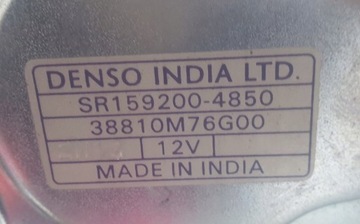 DENSO INDIA LTD.
SR159200-4850
38810M76G00
12V
MADE IN INDIA